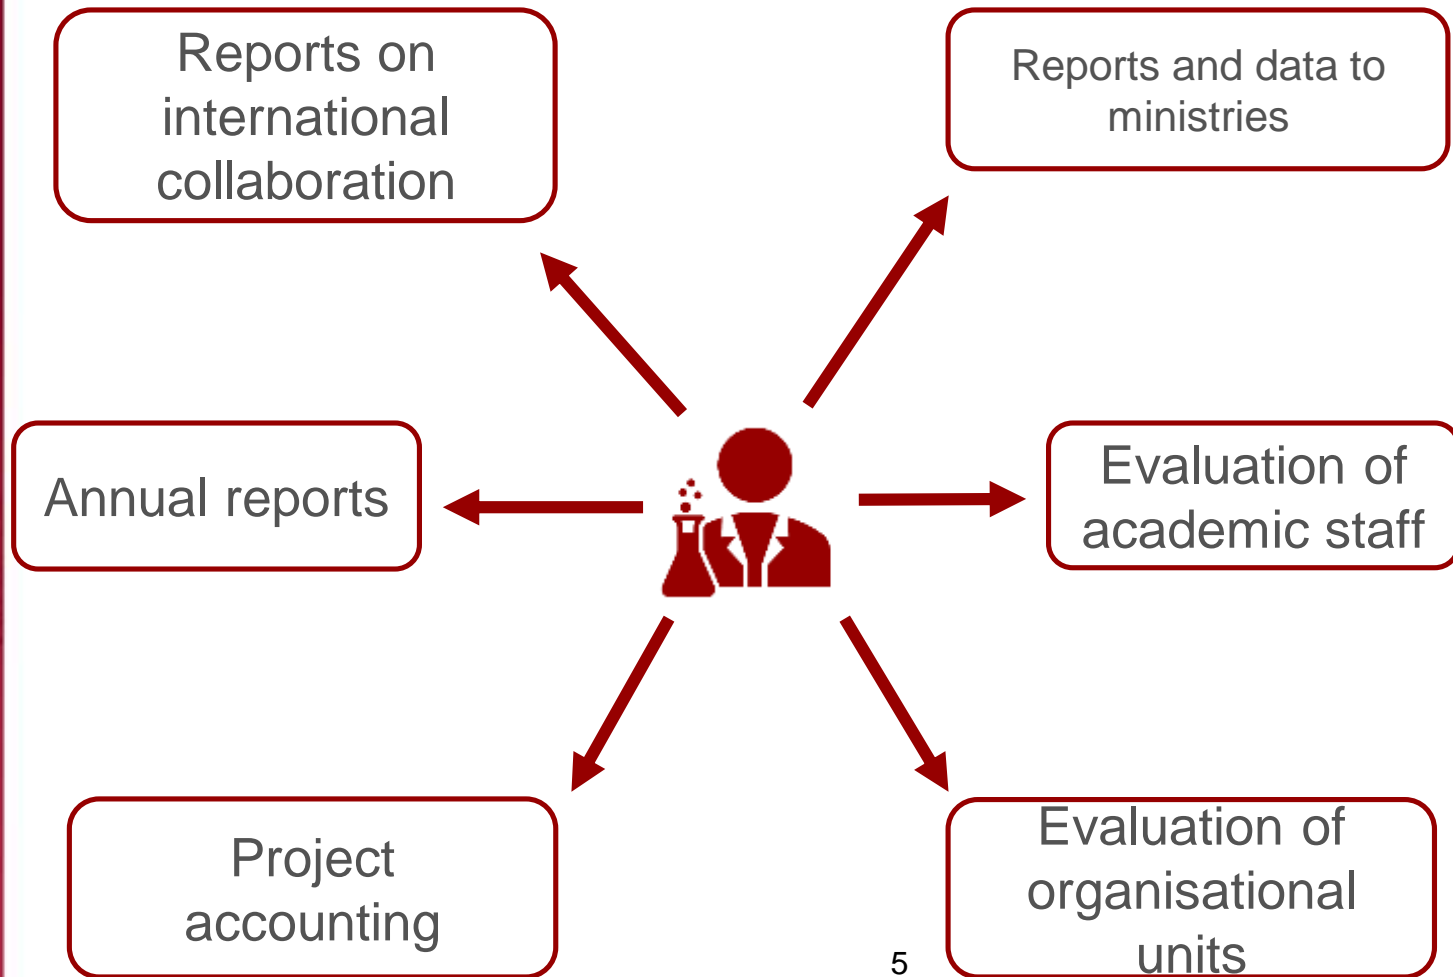 Reports on
international
collaboration
Reports and data to
ministries
Annual reports
Evaluation of
academic staff
Project
accounting
Evaluation of
organisational
units
5